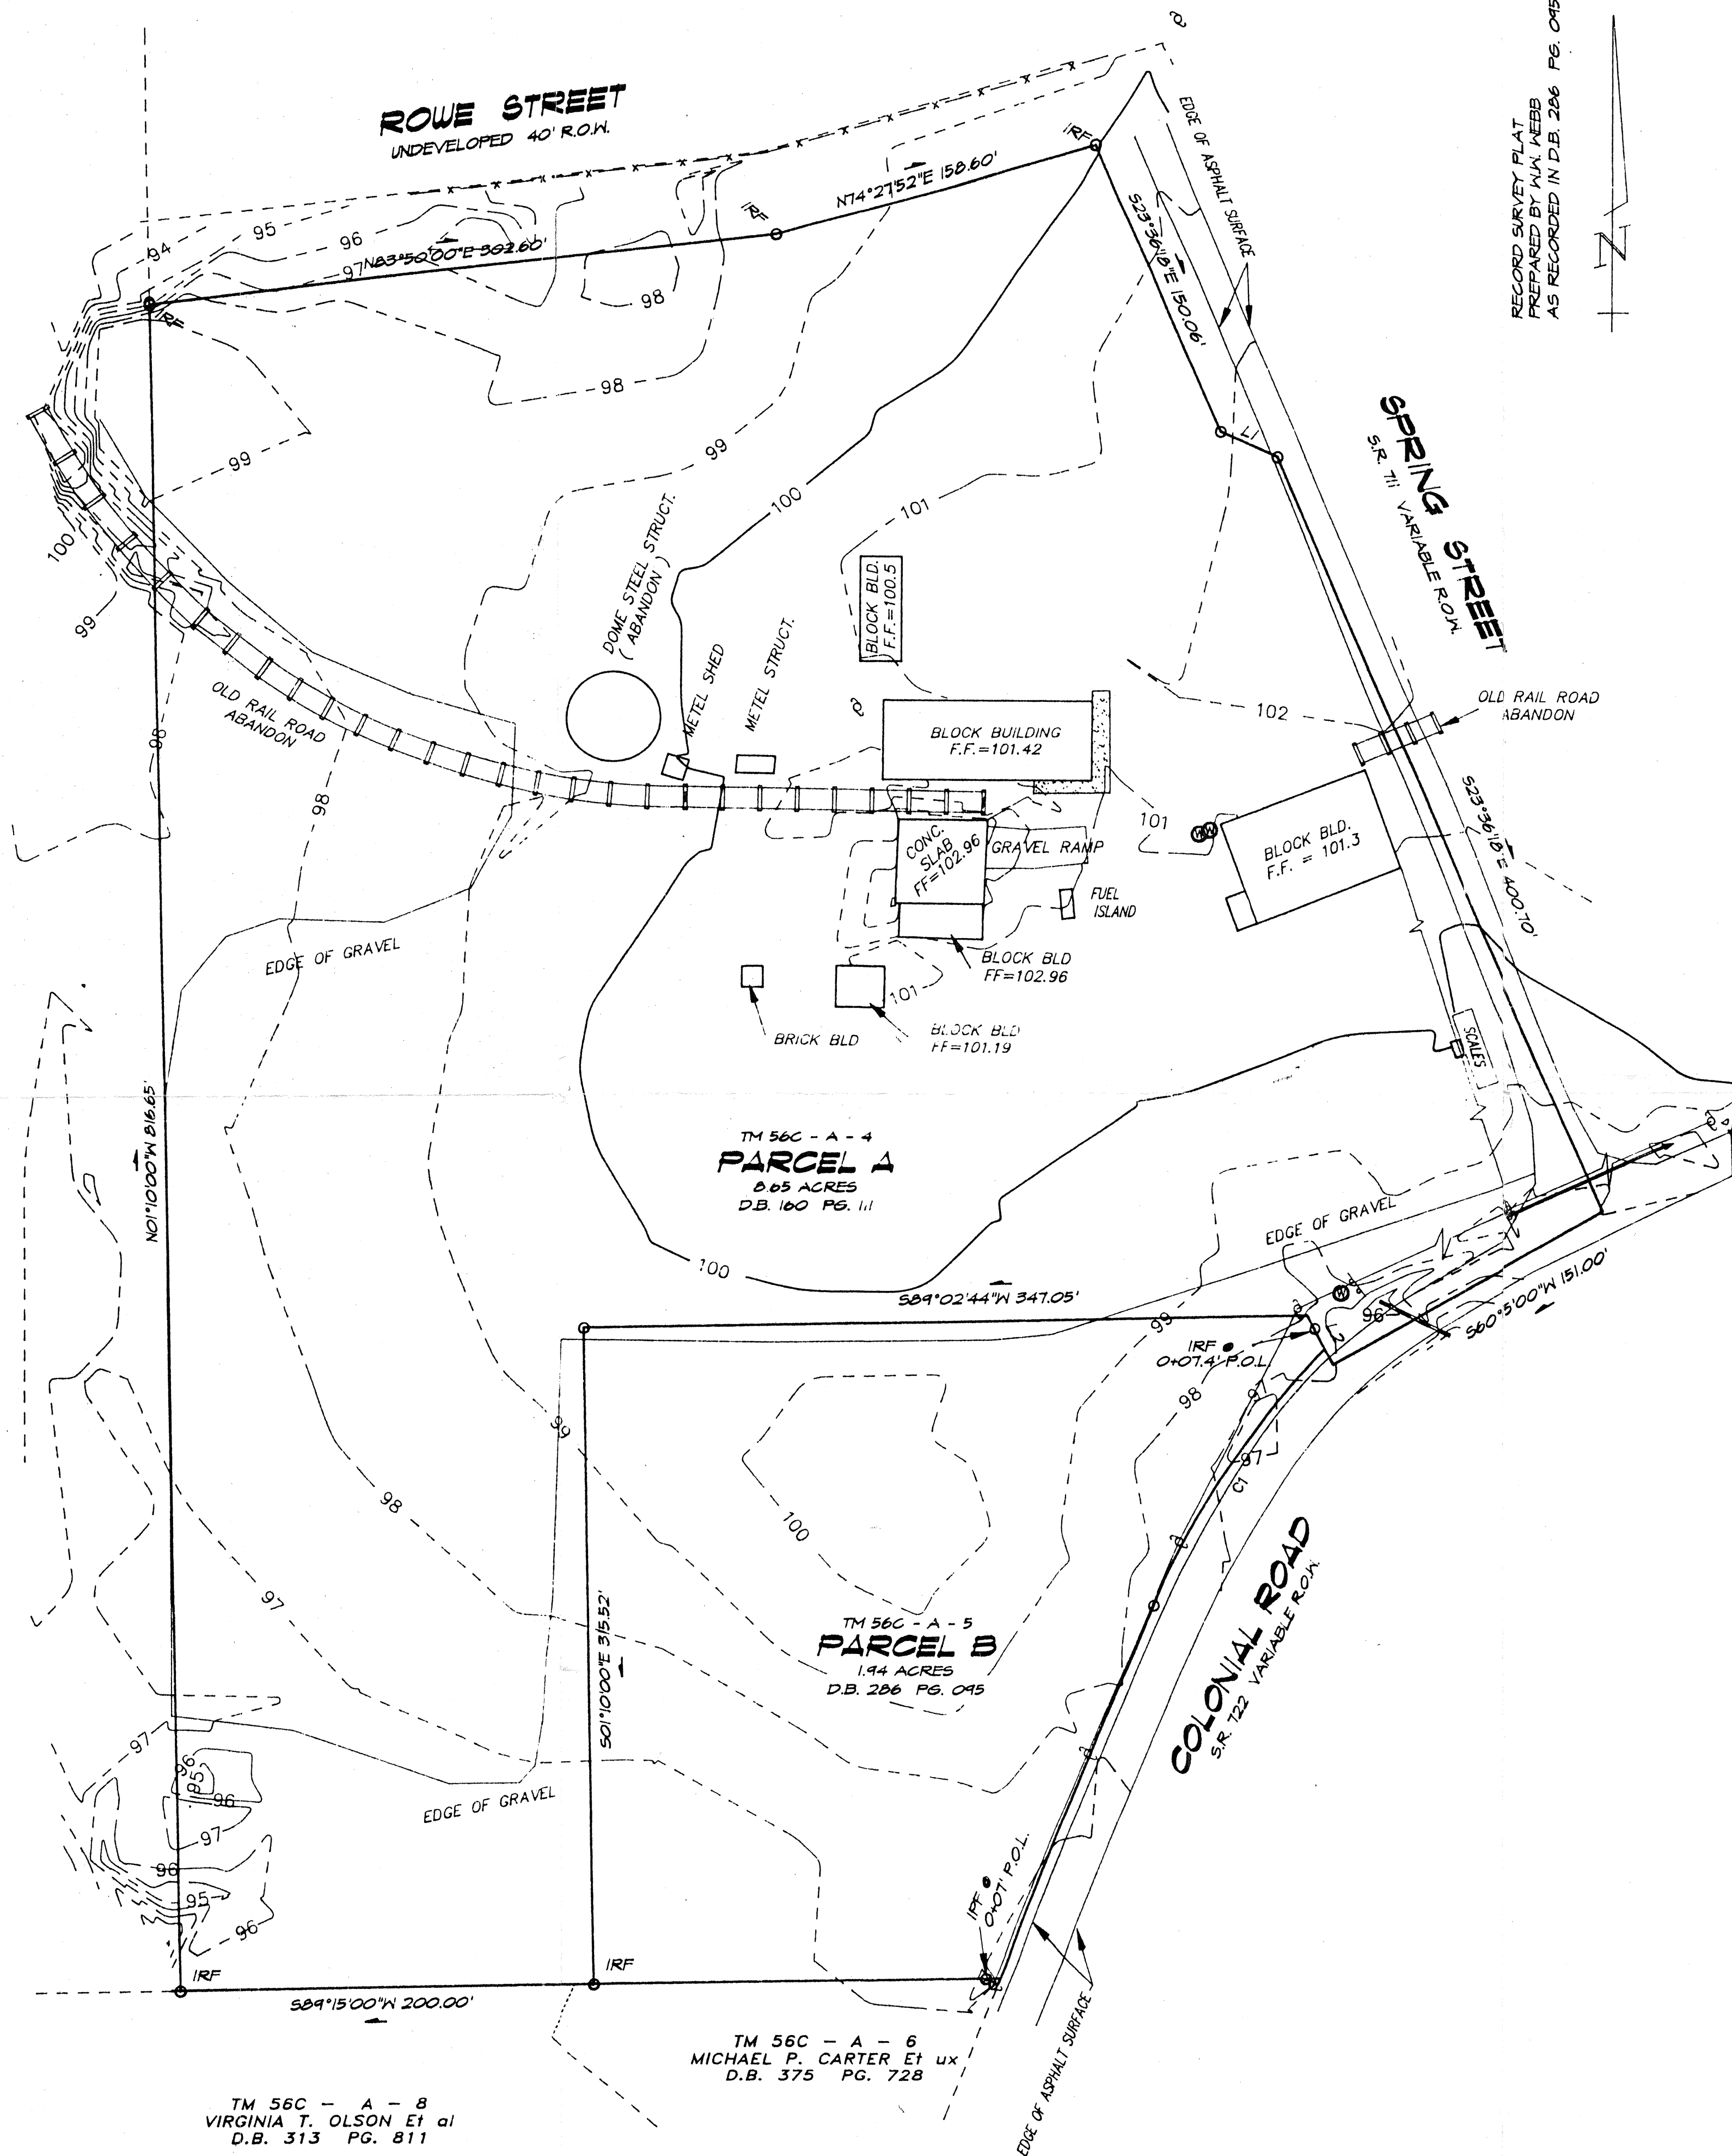 RECORD SURVEY PLAT
PREPARED BY W.W. WEBB
AS RECORDED IN D.B. 286 PG. 095
N
ROWE STREET
UNDEVELOPED 40' R.O.W.
94
95
96
97
N83°50'00"E 302.60'
98
IRF
N74°27'52"E 158.60'
IRF
IRF
EDGE OF ASPHALT SURFACE
S23°36'18"E 150.06'
L1
SPRING STREET
S.R. 711 VARIABLE R.O.W.
98
99
99
100
101
100
99
DOME STEEL STRUCT.
( ABANDON )
METEL SHED
METEL STRUCT.
BLOCK BLD.
F.F.=100.5
BLOCK BUILDING
F.F.=101.42
102
OLD RAIL ROAD
ABANDON
OLD RAIL ROAD
ABANDON
98
98
CONC.
SLAB
FF=102.96
GRAVEL RAMP
101
W
W
BLOCK BLD.
F.F. = 101.3
S23°36'18"E 400.70'
FUEL
ISLAND
EDGE OF GRAVEL
BLOCK BLD
FF=102.96
101
BRICK BLD
BLOCK BLD
FF=101.19
SCALES
N01°10'00"W 816.65'
TM 56C - A - 4
PARCEL A
8.65 ACRES
D.B. 160 PG. 111
EDGE OF GRAVEL
100
S89°02'44"W 347.05'
99
W
96
S60°5'00"W 151.00'
IRF
0+07.4' P.O.L.
L2
98
97
97
C1
99
98
100
97
COLONIAL ROAD
S.R. 722 VARIABLE R.O.W.
S01°10'00"E 315.52'
TM 56C - A - 5
PARCEL B
1.94 ACRES
D.B. 286 PG. 095
97
96
95
96
97
96
95
96
EDGE OF GRAVEL
IPF
0+07' P.O.L.
IRF
IRF
S89°15'00"W 200.00'
EDGE OF ASPHALT SURFACE
TM 56C - A - 6
MICHAEL P. CARTER Et ux
D.B. 375 PG. 728
TM 56C - A - 8
VIRGINIA T. OLSON Et al
D.B. 313 PG. 811